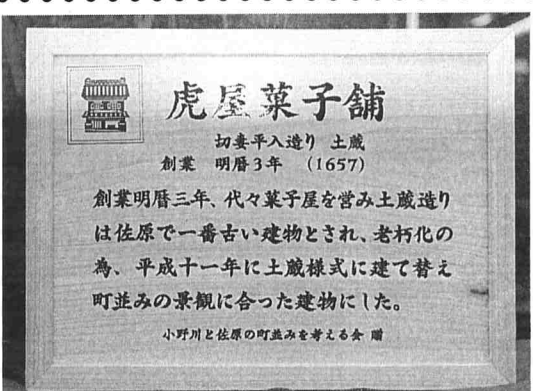 虎屋菓子舗
切妻平入造り 土蔵
創業 明暦3年 (1657)
創業明暦三年、代々菓子屋を営み土蔵造り
は佐原で一番古い建物とされ、老朽化の
為、平成十一年に土蔵様式に建て替え
町並みの景観に合った建物にした。
小野川と佐原の町並みを考える会 贈